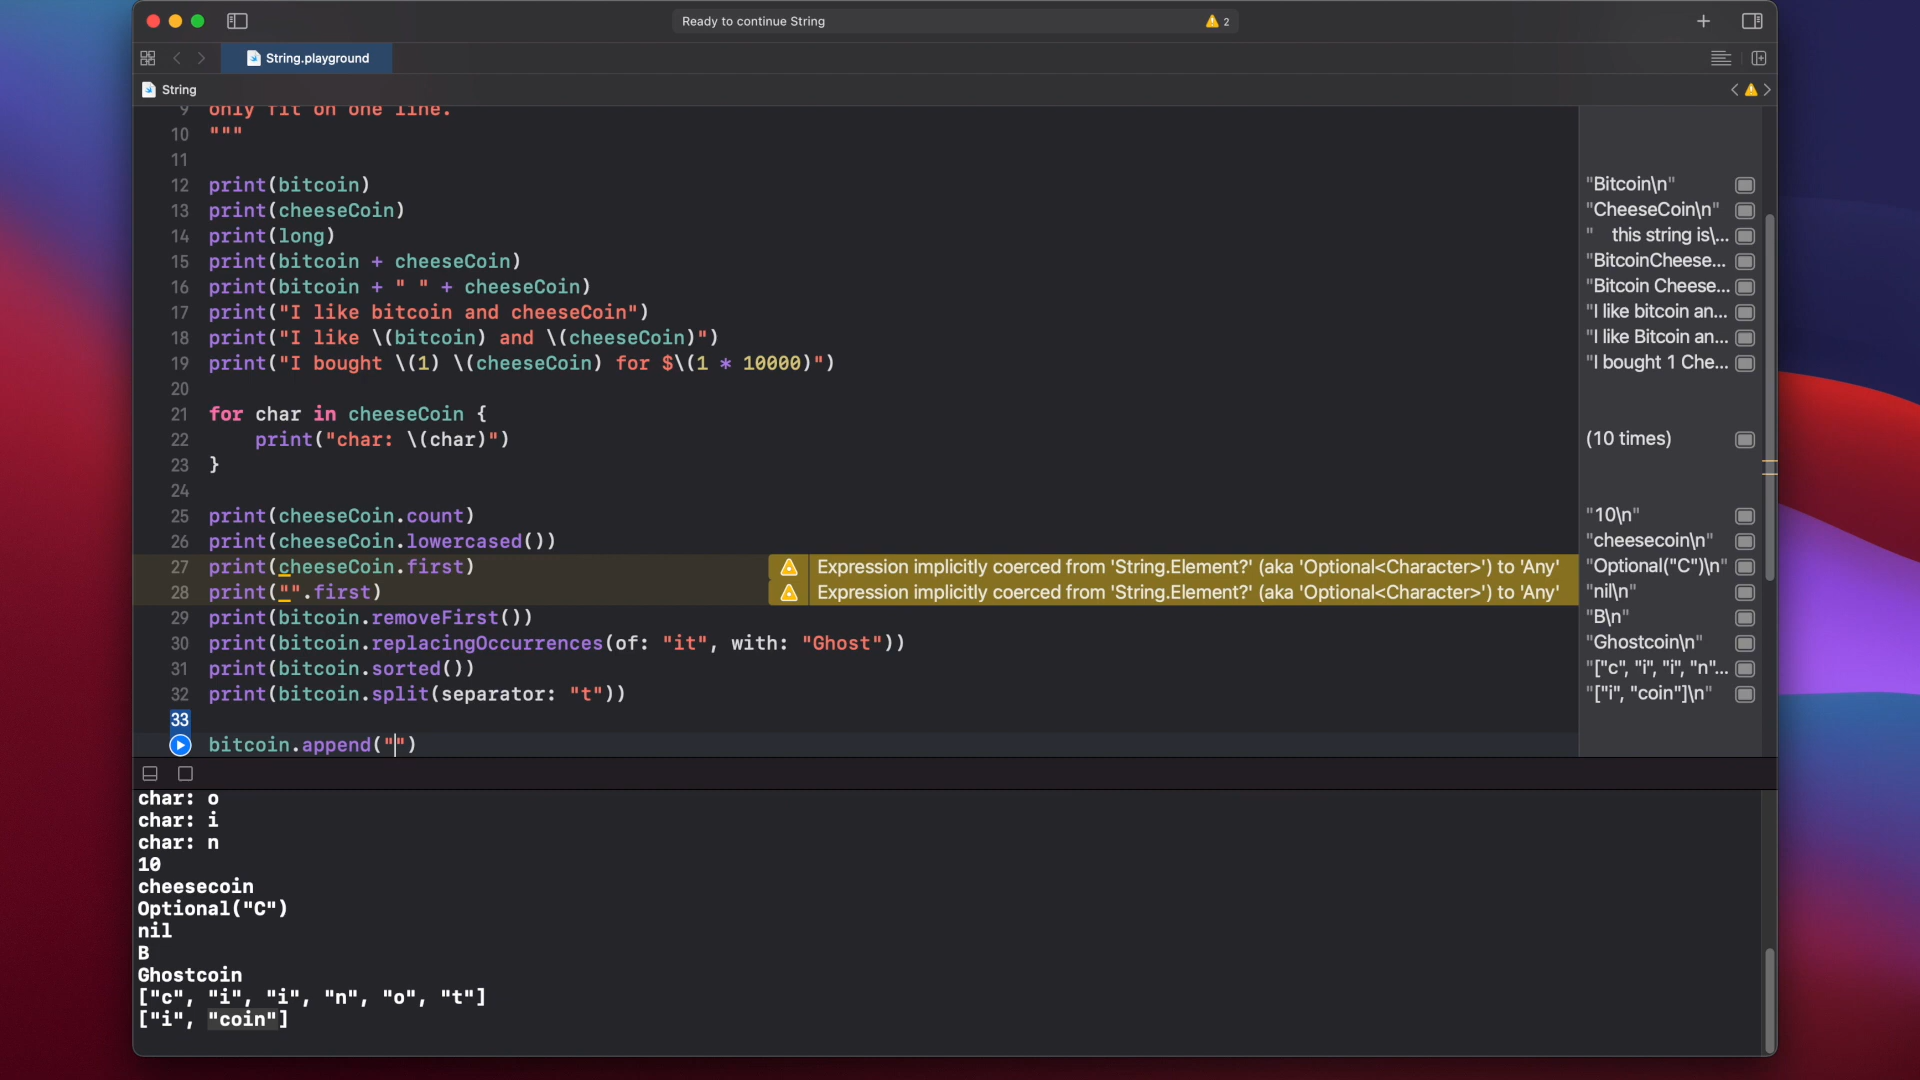 Ready to continue String
2
String.playground
String
9 only fit on one line.
10 """
11
12 print(bitcoin)
"Bitcoin\n"
13 print(cheeseCoin)
"CheeseCoin\n"
14 print(long)
"    this string is\...
15 print(bitcoin + cheeseCoin)
"BitcoinCheese...
16 print(bitcoin + " " + cheeseCoin)
"Bitcoin Cheese...
17 print("I like bitcoin and cheeseCoin")
"I like bitcoin an...
18 print("I like \(bitcoin) and \(cheeseCoin)")
"I like Bitcoin an...
19 print("I bought \(1) \(cheeseCoin) for $\(1 * 10000)")
"I bought 1 Che...
20
21 for char in cheeseCoin {
22     print("char: \(char)")
(10 times)
23 }
24
25 print(cheeseCoin.count)
"10\n"
26 print(cheeseCoin.lowercased())
"cheesecoin\n"
27 print(cheeseCoin.first)
Expression implicitly coerced from 'String.Element?' (aka 'Optional<Character>') to 'Any'
"Optional("C")\n"
28 print("".first)
Expression implicitly coerced from 'String.Element?' (aka 'Optional<Character>') to 'Any'
"nil\n"
29 print(bitcoin.removeFirst())
"B\n"
30 print(bitcoin.replacingOccurrences(of: "it", with: "Ghost"))
"Ghostcoin\n"
31 print(bitcoin.sorted())
"["c", "i", "i", "n"...
32 print(bitcoin.split(separator: "t"))
"["i", "coin"]\n"
33
bitcoin.append("")
char: o
char: i
char: n
10
cheesecoin
Optional("C")
nil
B
Ghostcoin
["c", "i", "i", "n", "o", "t"]
["i", "coin"]